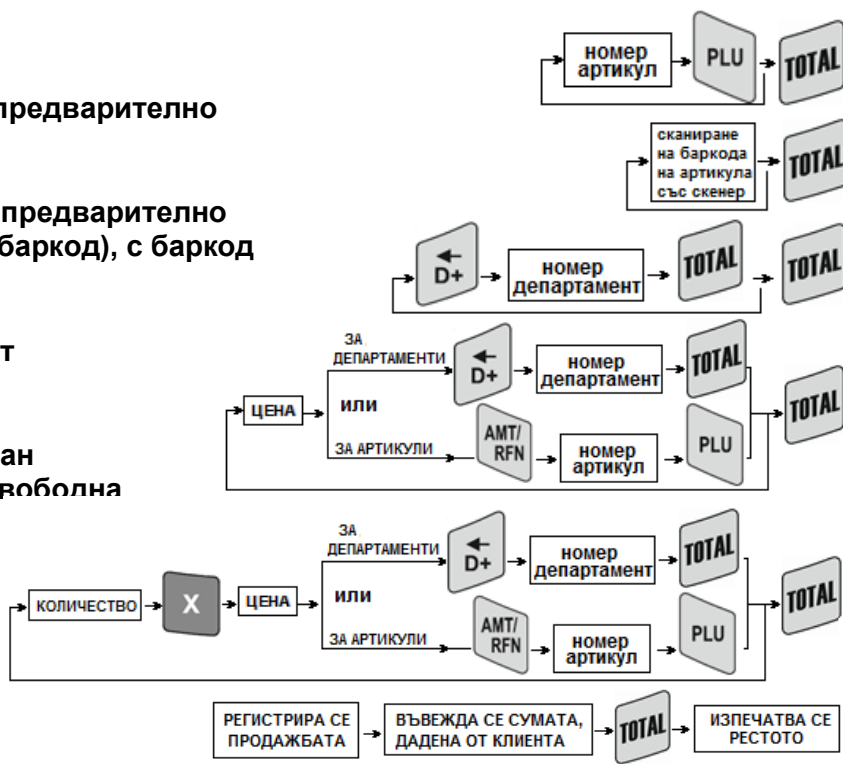 номер
артикул
PLU
TOTAL
предварително
сканиране
на баркода
на артикула
със скенер
TOTAL
предварително
баркод), с баркод
D+
номер
департамент
TOTAL
TOTAL
т
ЦЕНА
ЗА
ДЕПАРТАМЕНТИ
D+
номер
департамент
TOTAL
или
ЗА АРТИКУЛИ
AMT/
RFN
номер
артикул
PLU
TOTAL
ан
вободна
КОЛИЧЕСТВО
X
ЦЕНА
ЗА
ДЕПАРТАМЕНТИ
D+
номер
департамент
TOTAL
или
ЗА АРТИКУЛИ
AMT/
RFN
номер
артикул
PLU
TOTAL
РЕГИСТРИРА СЕ
ПРОДАЖБАТА
ВЪВЕЖДА СЕ СУМАТА,
ДАДЕНА ОТ КЛИЕНТА
TOTAL
ИЗПЕЧАТВА СЕ
РЕСТОТО